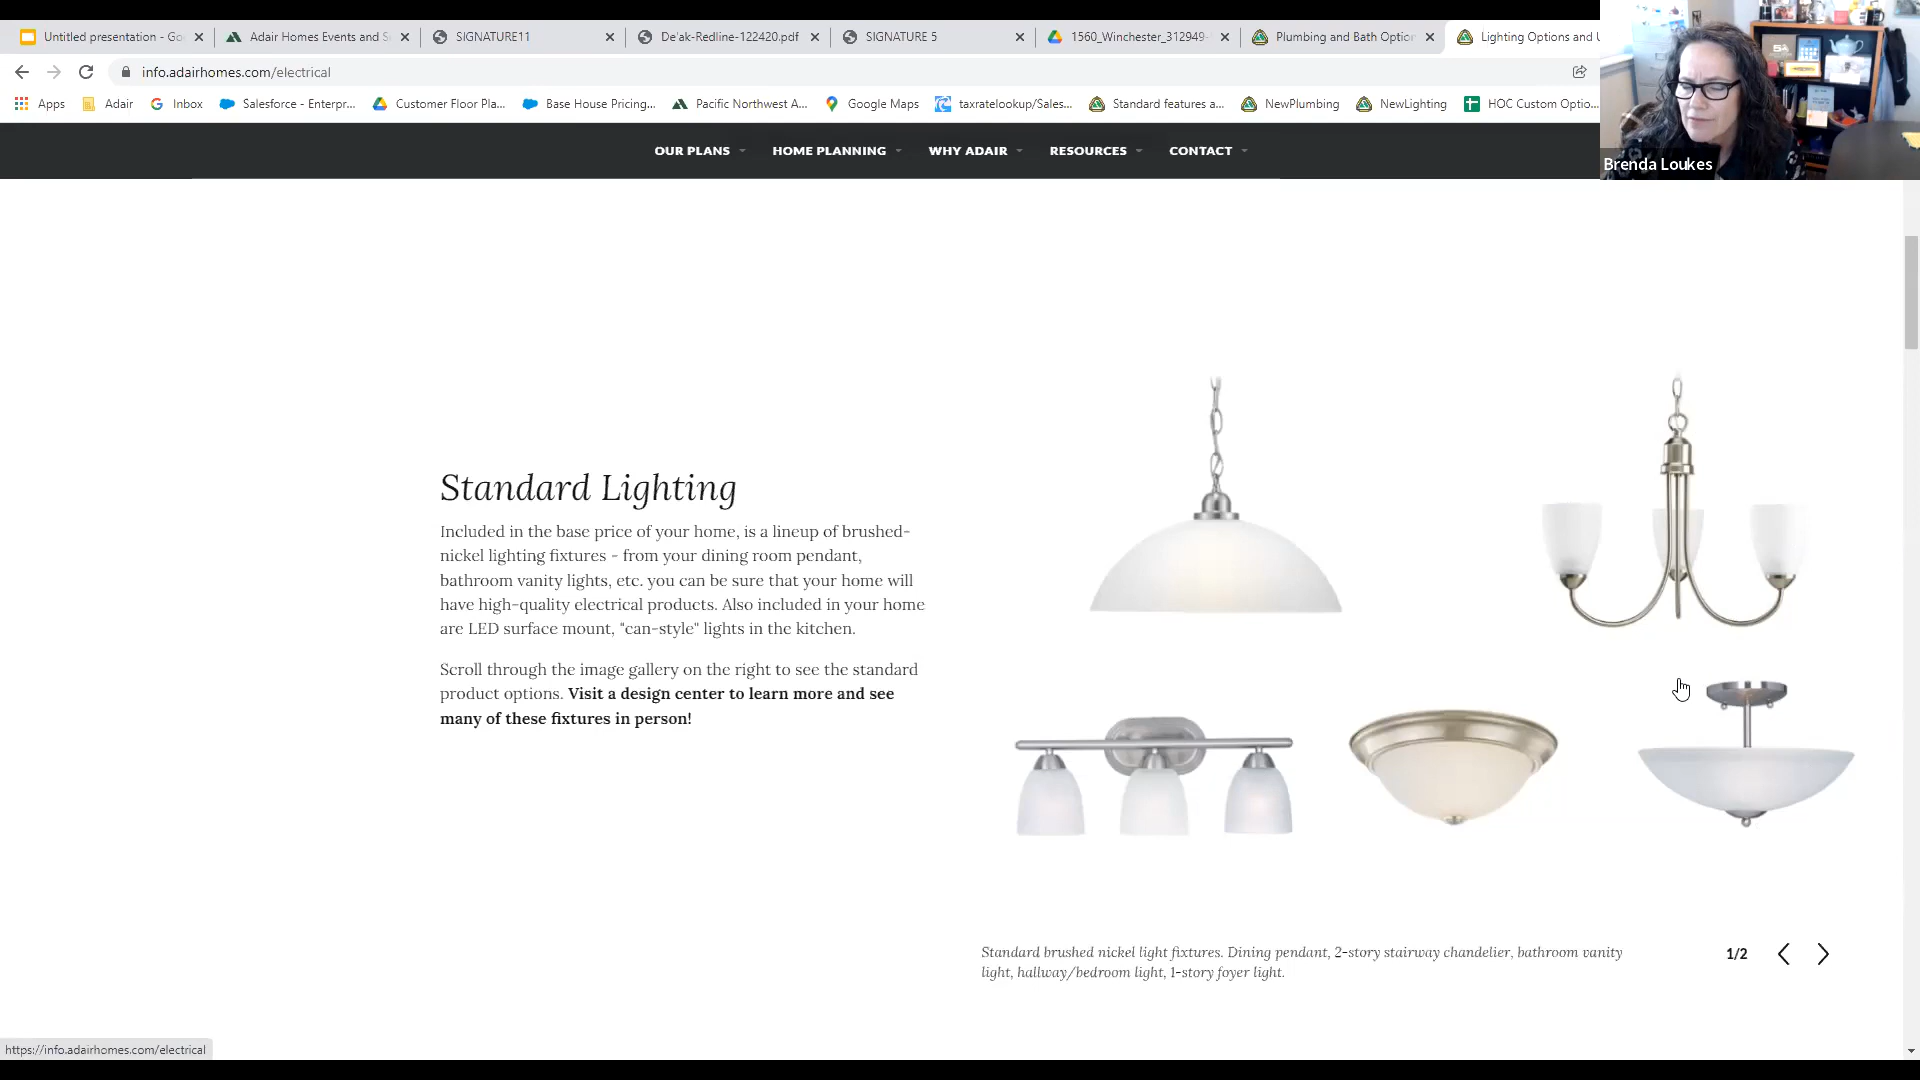 Untitled presentation - Go
Adair Homes Events and S
SIGNATURE11
De'ak-Redline-122420.pdf
SIGNATURE 5
1560_Winchester_312949-
Plumbing and Bath Option
Lighting Options and U
info.adairhomes.com/electrical
Apps
Adair
Inbox
Salesforce - Enterpr...
Customer Floor Pla...
Base House Pricing...
Pacific Northwest A...
Google Maps
taxratelookup/Sales...
Standard features a...
NewPlumbing
NewLighting
HOC Custom Optio...
OUR PLANS
HOME PLANNING
WHY ADAIR
RESOURCES
CONTACT
Brenda Loukes
Standard Lighting
Included in the base price of your home, is a lineup of brushed-
nickel lighting fixtures - from your dining room pendant,
bathroom vanity lights, etc. you can be sure that your home will
have high-quality electrical products. Also included in your home
are LED surface mount, "can-style" lights in the kitchen.
Scroll through the image gallery on the right to see the standard
product options. Visit a design center to learn more and see
many of these fixtures in person!
Standard brushed nickel light fixtures. Dining pendant, 2-story stairway chandelier, bathroom vanity
light, hallway/bedroom light, 1-story foyer light.
1/2
https://info.adairhomes.com/electrical